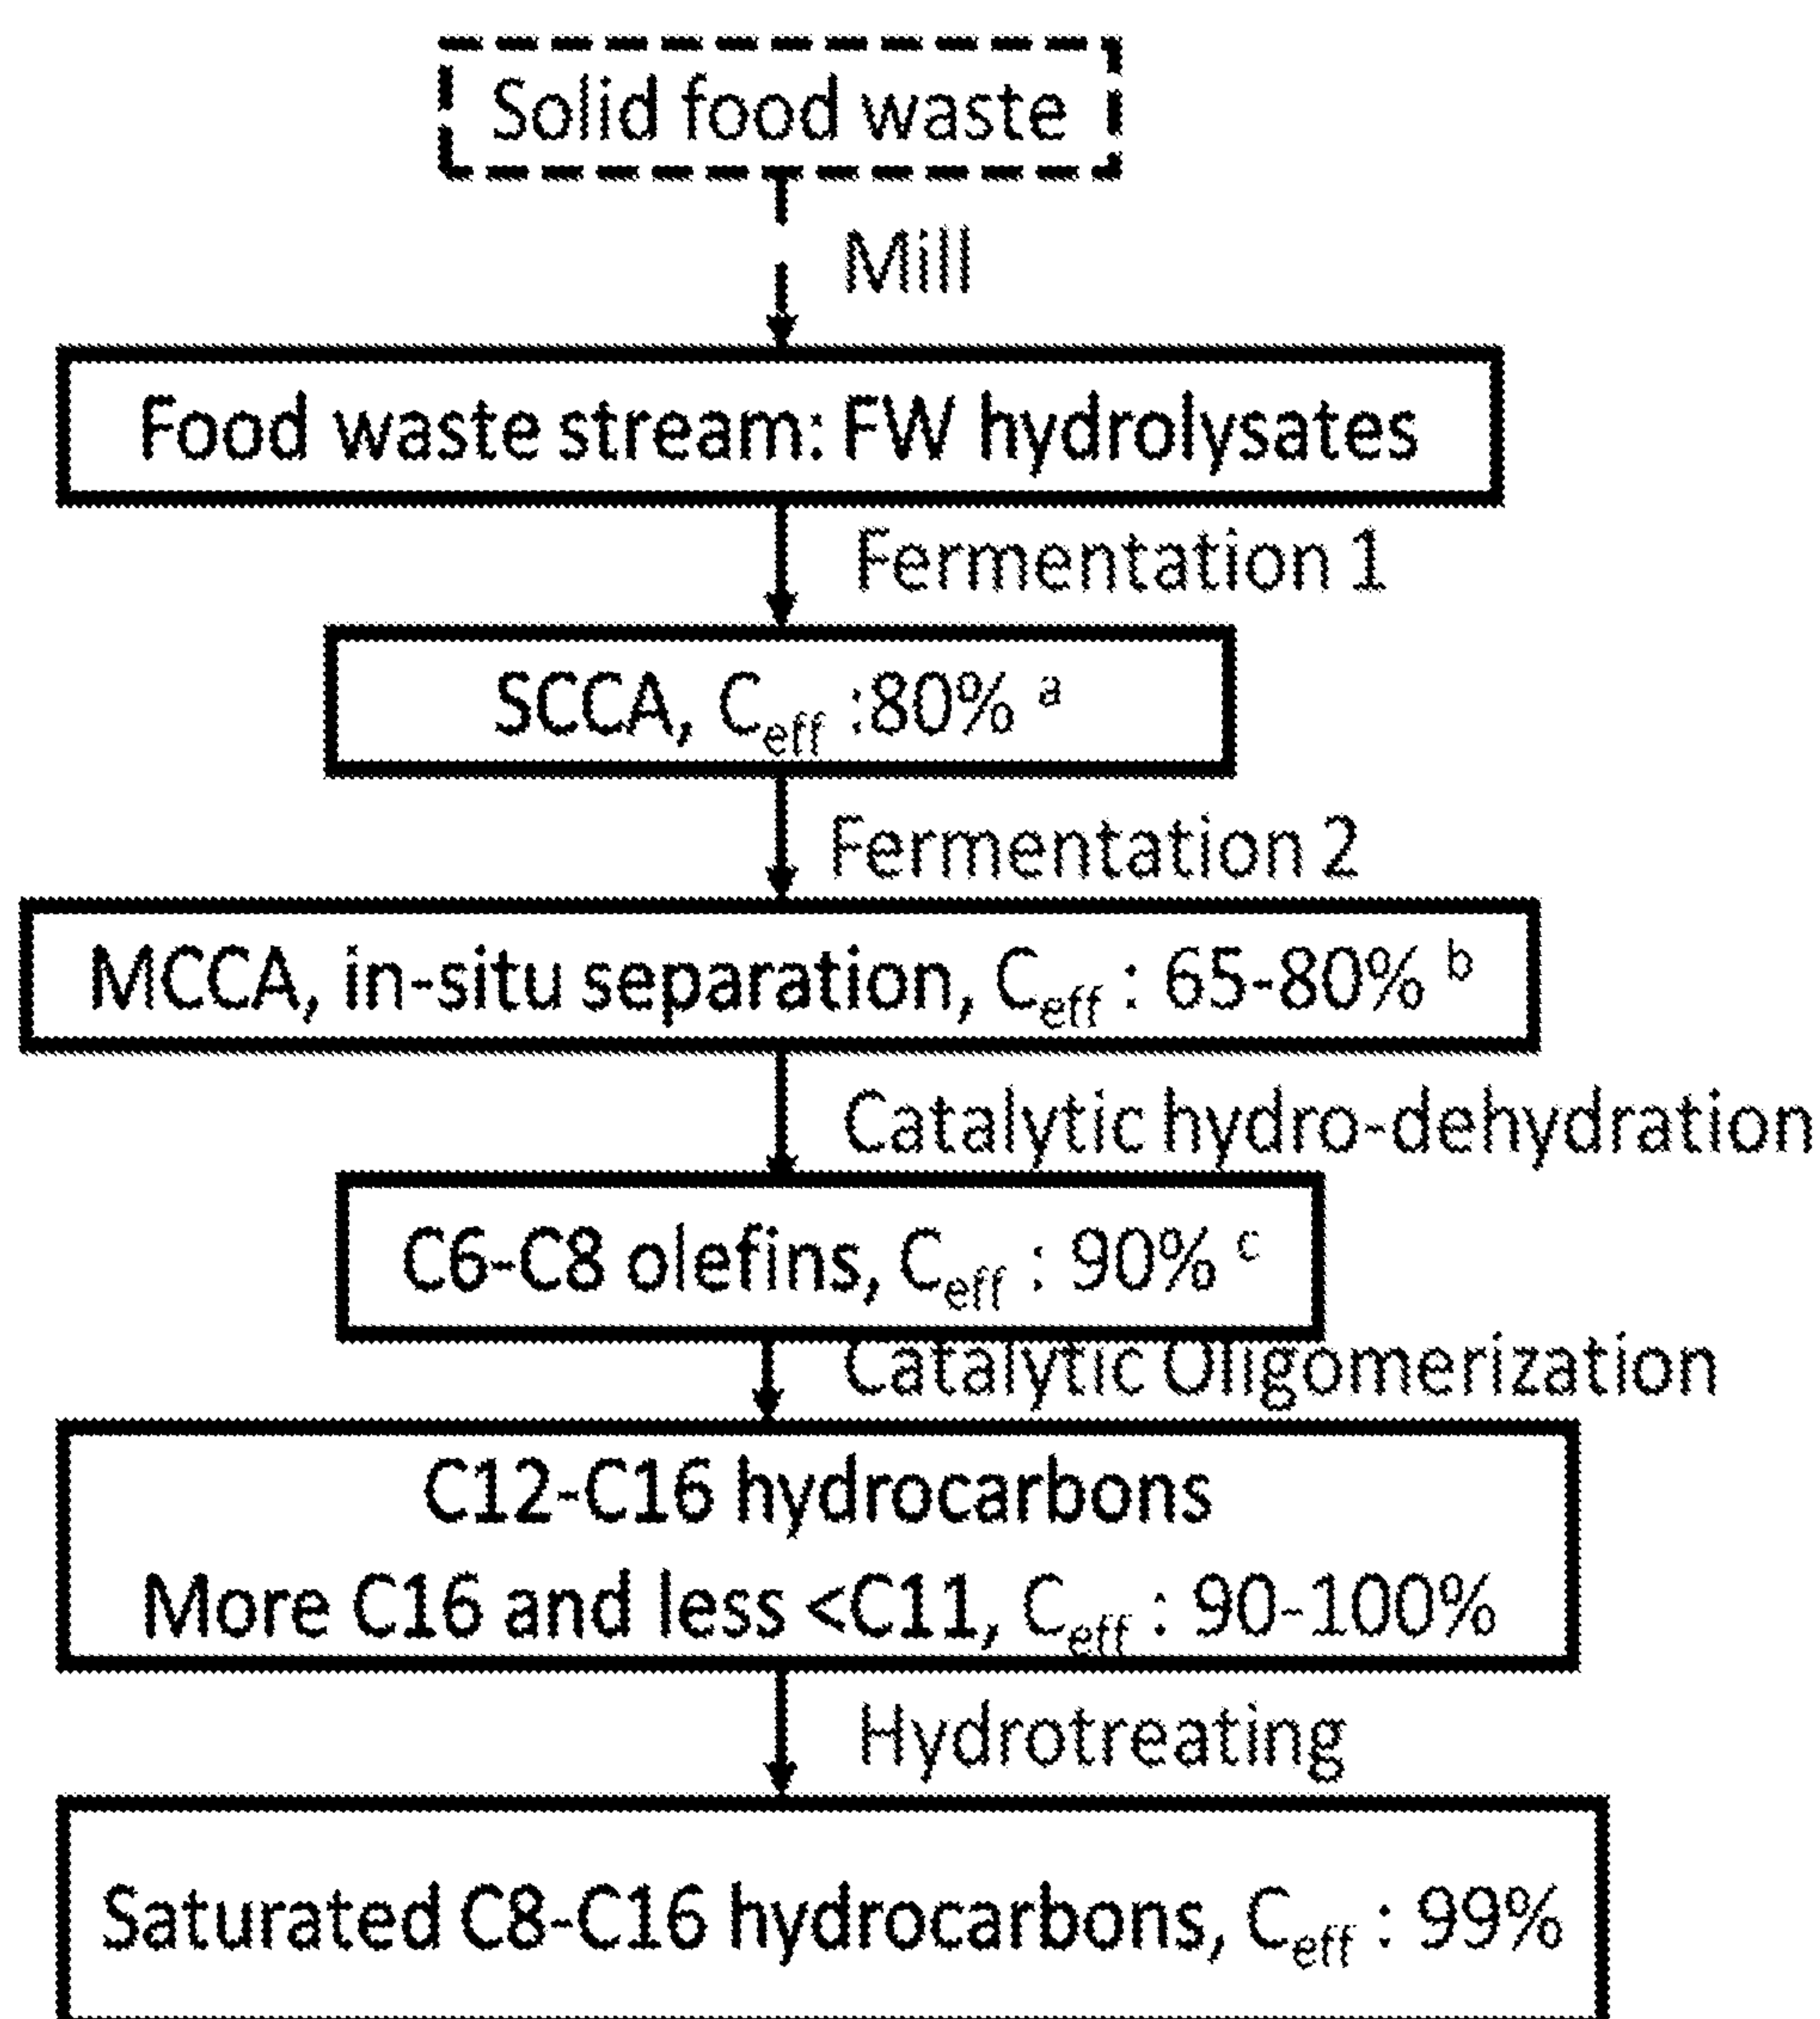 Solid food waste
Mill
Food waste stream: FW hydrolysates
Fermentation 1
SCCA, Ceff :80% a
Fermentation 2
MCCA, in-situ separation, Ceff : 65-80% b
Catalytic hydro-dehydration
C6-C8 olefins, Ceff : 90% c
Catalytic Oligomerization
C12-C16 hydrocarbons
More C16 and less <C11, Ceff : 90-100%
Hydrotreating
Saturated C8-C16 hydrocarbons, Ceff : 99%